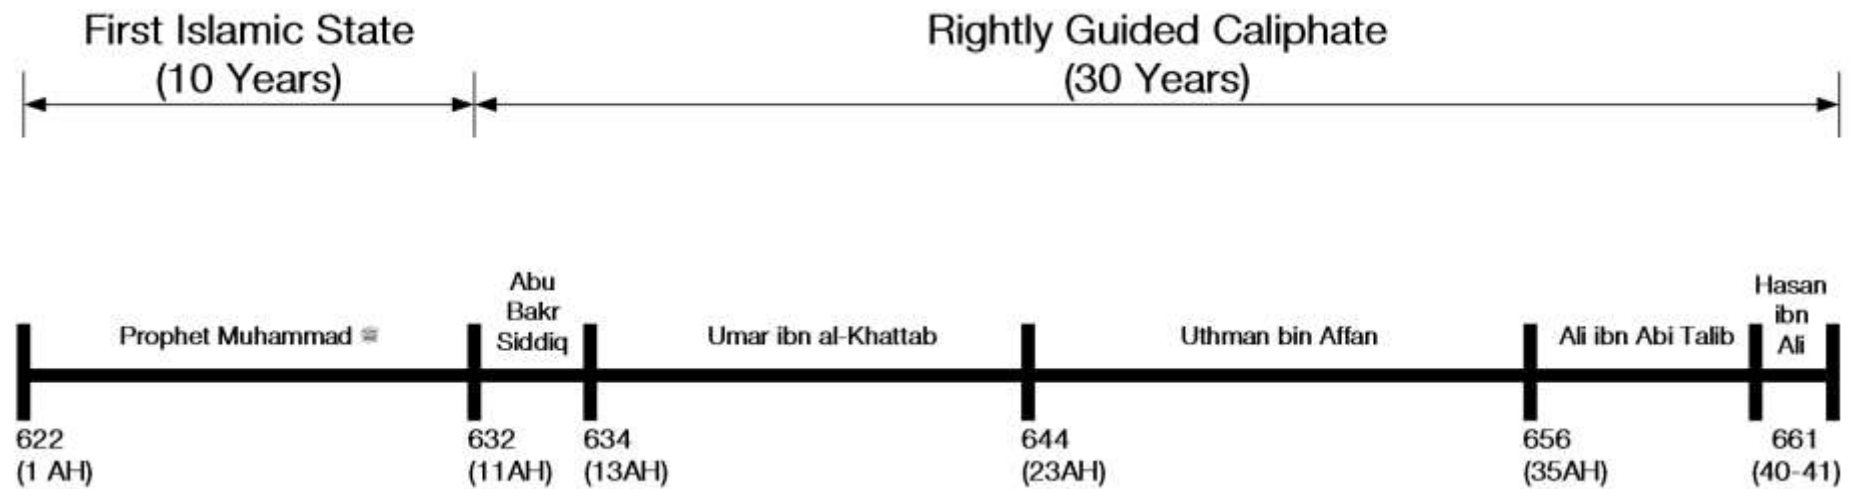 First Islamic State
(10 Years)
Rightly Guided Caliphate
(30 Years)
Prophet Muhammad ﷺ
Abu
Bakr
Siddiq
Umar ibn al-Khattab
Uthman bin Affan
Ali ibn Abi Talib
Hasan
ibn
Ali
622
(1 AH)
632
(11AH)
634
(13AH)
644
(23AH)
656
(35AH)
661
(40-41)